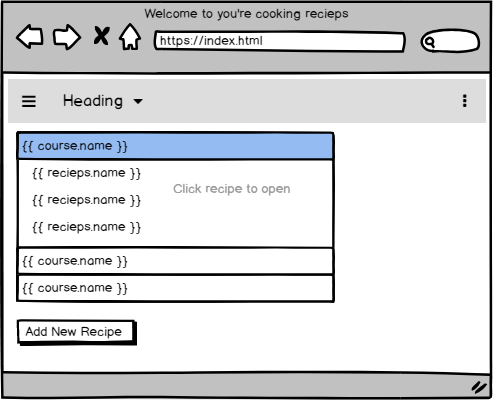 Welcome to you're cooking recieps
https://index.html
Heading
{{ course.name }}
{{ recieps.name }}
Click recipe to open
{{ recieps.name }}
{{ recieps.name }}
{{ course.name }}
{{ course.name }}
Add New Recipe